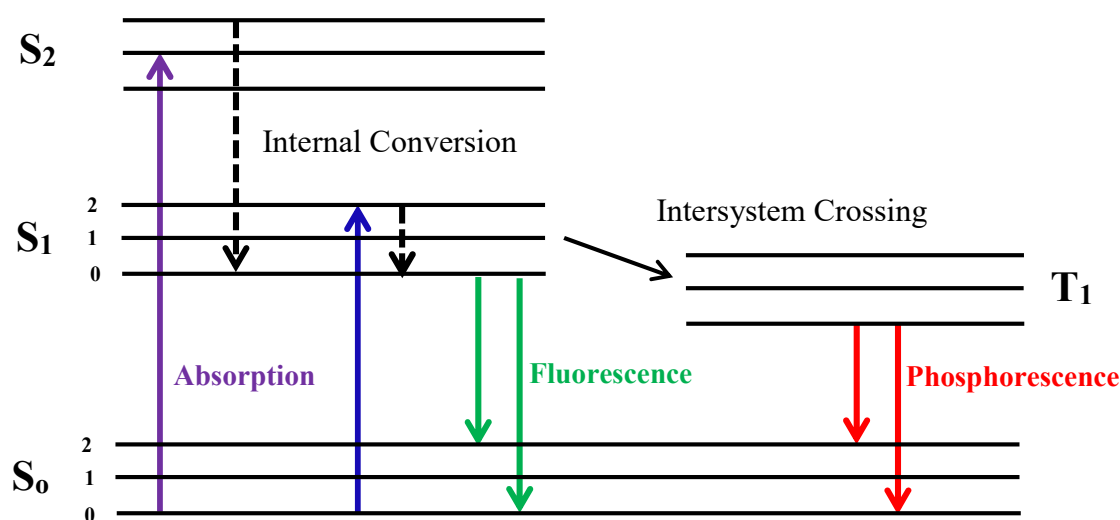 S₂
Internal Conversion
2
S₁
1
0
Intersystem Crossing
T₁
Absorption
Fluorescence
Phosphorescence
2
1
Sₒ
0